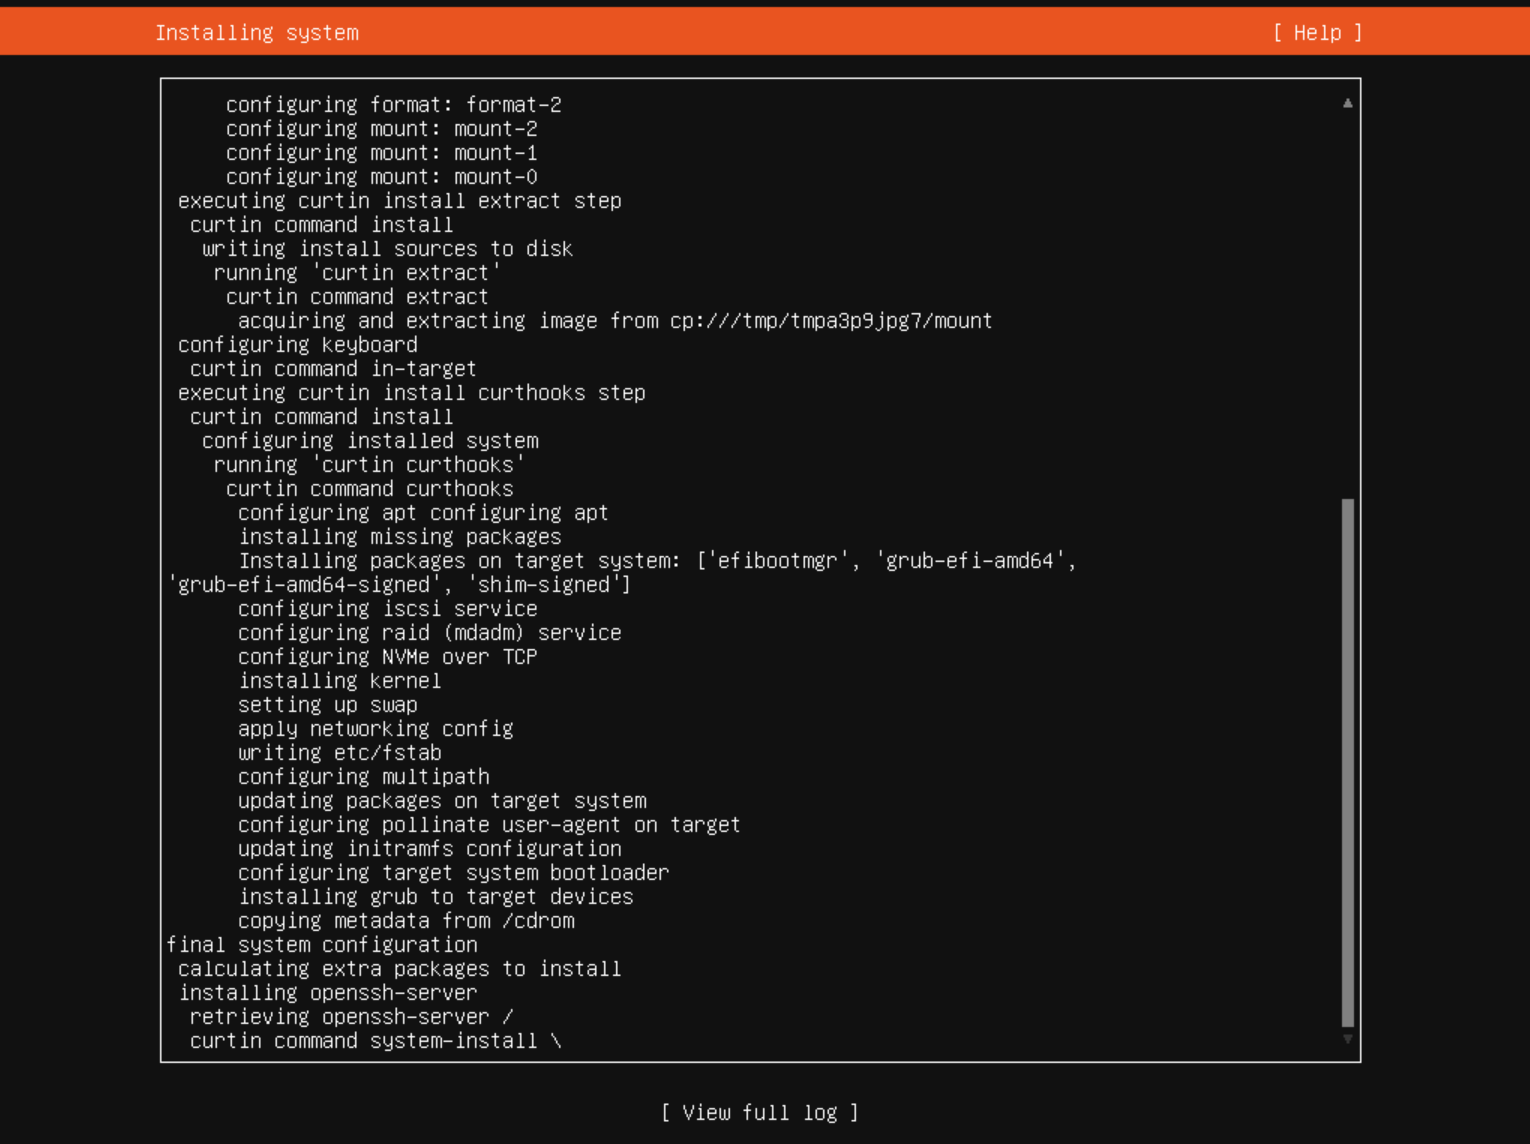 Installing system [ Help ]
configuring format: format-2
configuring mount: mount-2
configuring mount: mount-1
configuring mount: mount-0
executing curtin install extract step
curtin command install
writing install sources to disk
running 'curtin extract'
curtin command extract
acquiring and extracting image from cp:///tmp/tmpa3p9jpg7/mount
configuring keyboard
curtin command in-target
executing curtin install curthooks step
curtin command install
configuring installed system
running 'curtin curthooks'
curtin command curthooks
configuring apt configuring apt
installing missing packages
Installing packages on target system: ['efibootmgr', 'grub-efi-amd64',
'grub-efi-amd64-signed', 'shim-signed']
configuring iscsi service
configuring raid (mdadm) service
configuring NVMe over TCP
installing kernel
setting up swap
apply networking config
writing etc/fstab
configuring multipath
updating packages on target system
configuring pollinate user-agent on target
updating initramfs configuration
configuring target system bootloader
installing grub to target devices
copying metadata from /cdrom
final system configuration
calculating extra packages to install
installing openssh-server
retrieving openssh-server /
curtin command system-install \
[ View full log ]